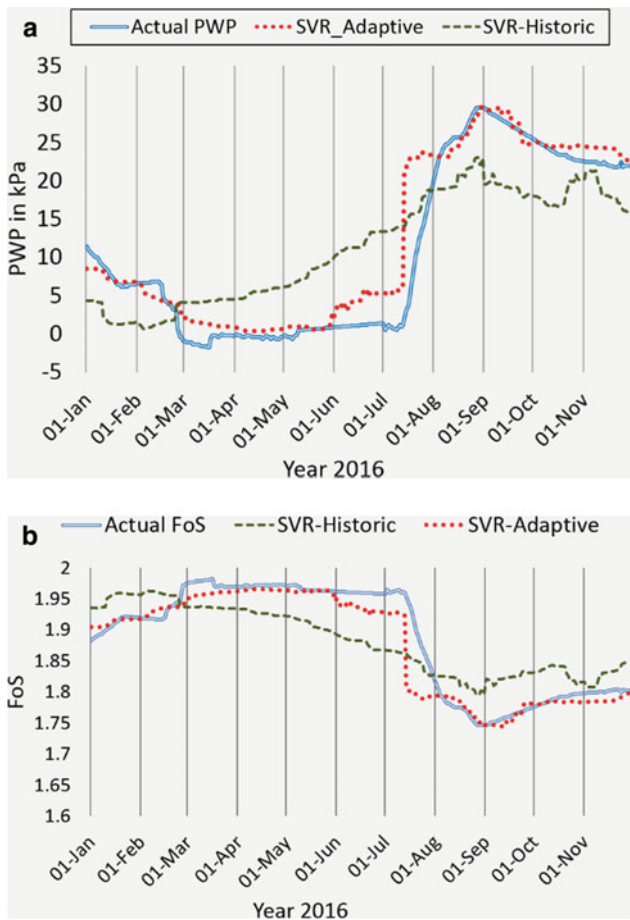 a
Actual PWP SVR_Adaptive SVR-Historic
35
30
25
20
15
10
5
0
-5
PWP in kPa
01-Jan 01-Feb 01-Mar 01-Apr 01-May 01-Jun 01-Jul 01-Aug 01-Sep 01-Oct 01-Nov
Year 2016
b
Actual FoS SVR-Historic SVR-Adaptive
2
1.95
1.9
1.85
1.8
1.75
1.7
1.65
1.6
FoS
01-Jan 01-Feb 01-Mar 01-Apr 01-May 01-Jun 01-Jul 01-Aug 01-Sep 01-Oct 01-Nov
Year 2016